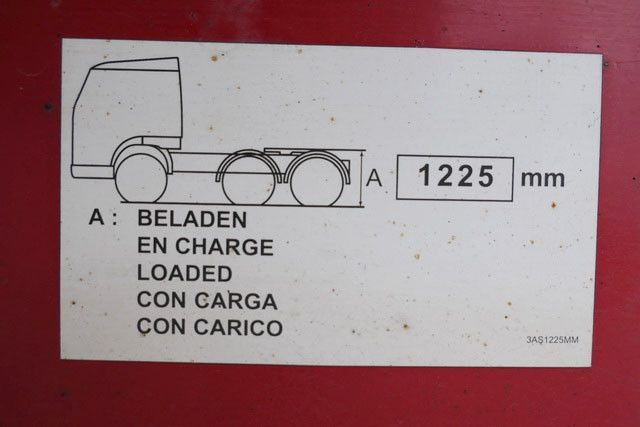 A 1225 mm
A : BELADEN
EN CHARGE
LOADED
CON CARGA
CON CARICO
3AS1225MM